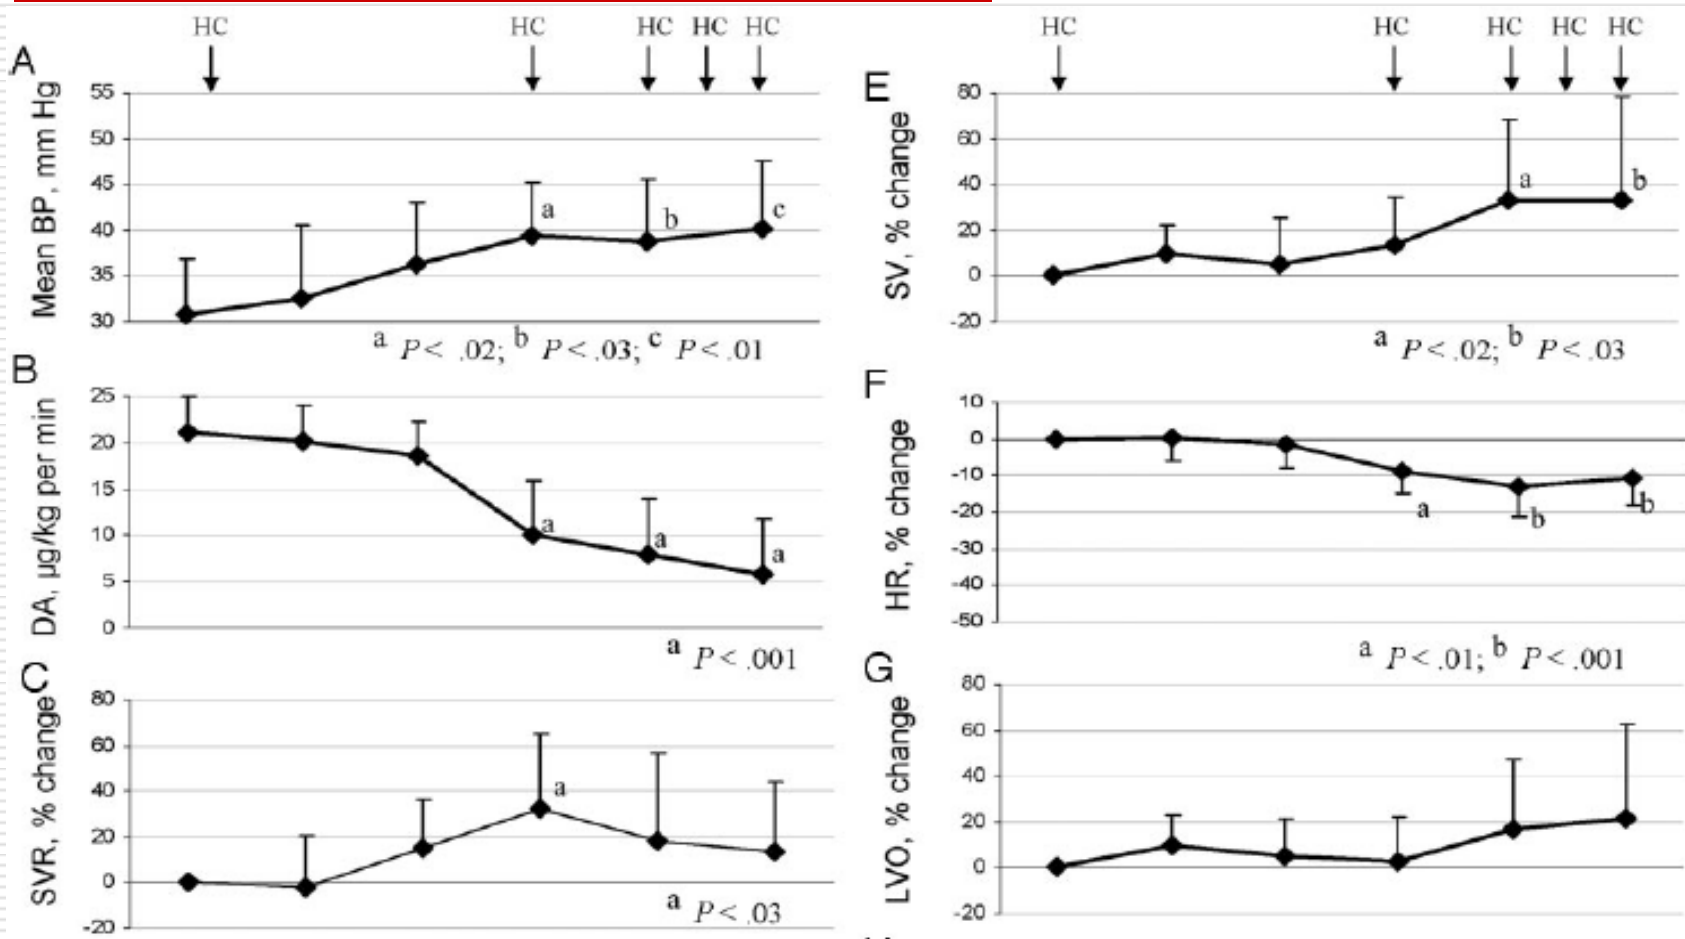 HC HC HC HC HC
A
Mean BP, mm Hg
55
50
45
40
35
30
a
b
c
a P < .02; b P < .03; c P < .01
B
DA, µg/kg per min
25
20
15
10
5
0
a
a
a
a P < .001
C
SVR, % change
80
60
40
20
0
-20
a
a P < .03
HC HC HC HC HC
E
SV, % change
80
60
40
20
0
-20
a
b
a P < .02; b P < .03
F
HR, % change
10
0
-10
-20
-30
-40
-50
a
b
b
a P < .01; b P < .001
G
LVO, % change
80
60
40
20
0
-20